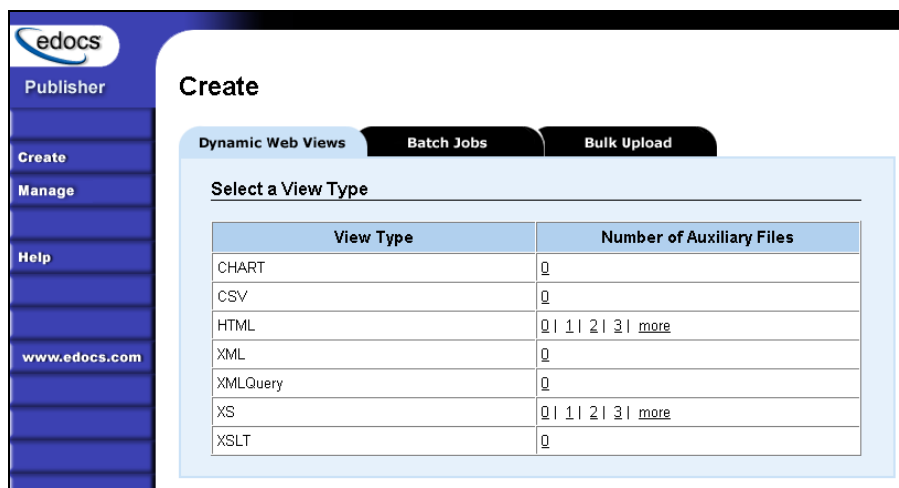 edocs
Publisher
Create
Manage
Help
www.edocs.com
Create
Dynamic Web Views Batch Jobs Bulk Upload
Select a View Type
View Type Number of Auxiliary Files
CHART 0
CSV 0
HTML 0 | 1 | 2 | 3 | more
XML 0
XMLQuery 0
XS 0 | 1 | 2 | 3 | more
XSLT 0